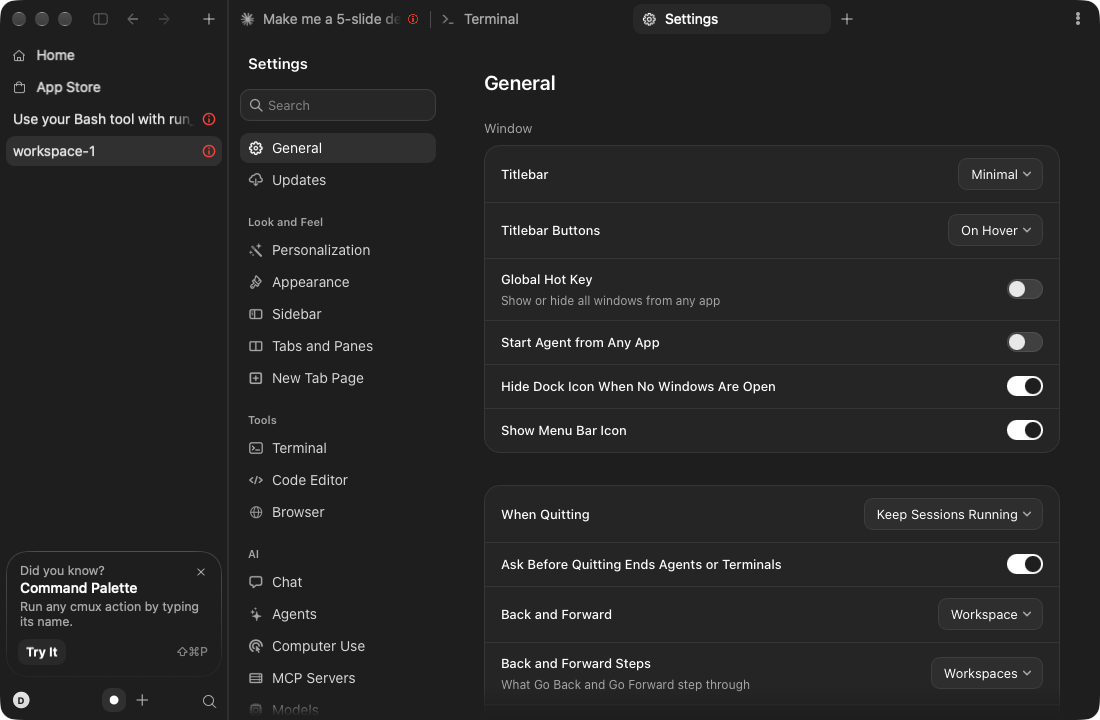 Home
App Store
Use your Bash tool with run_
workspace-1
Did you know?
Command Palette
Run any cmux action by typing
its name.
Try It
⇧⌘P
D
Make me a 5-slide de
Terminal
Settings
Settings
Search
General
Updates
Look and Feel
Personalization
Appearance
Sidebar
Tabs and Panes
New Tab Page
Tools
Terminal
Code Editor
Browser
AI
Chat
Agents
Computer Use
MCP Servers
Models
General
Window
Titlebar
Minimal
Titlebar Buttons
On Hover
Global Hot Key
Show or hide all windows from any app
Start Agent from Any App
Hide Dock Icon When No Windows Are Open
Show Menu Bar Icon
When Quitting
Keep Sessions Running
Ask Before Quitting Ends Agents or Terminals
Back and Forward
Workspace
Back and Forward Steps
What Go Back and Go Forward step through
Workspaces